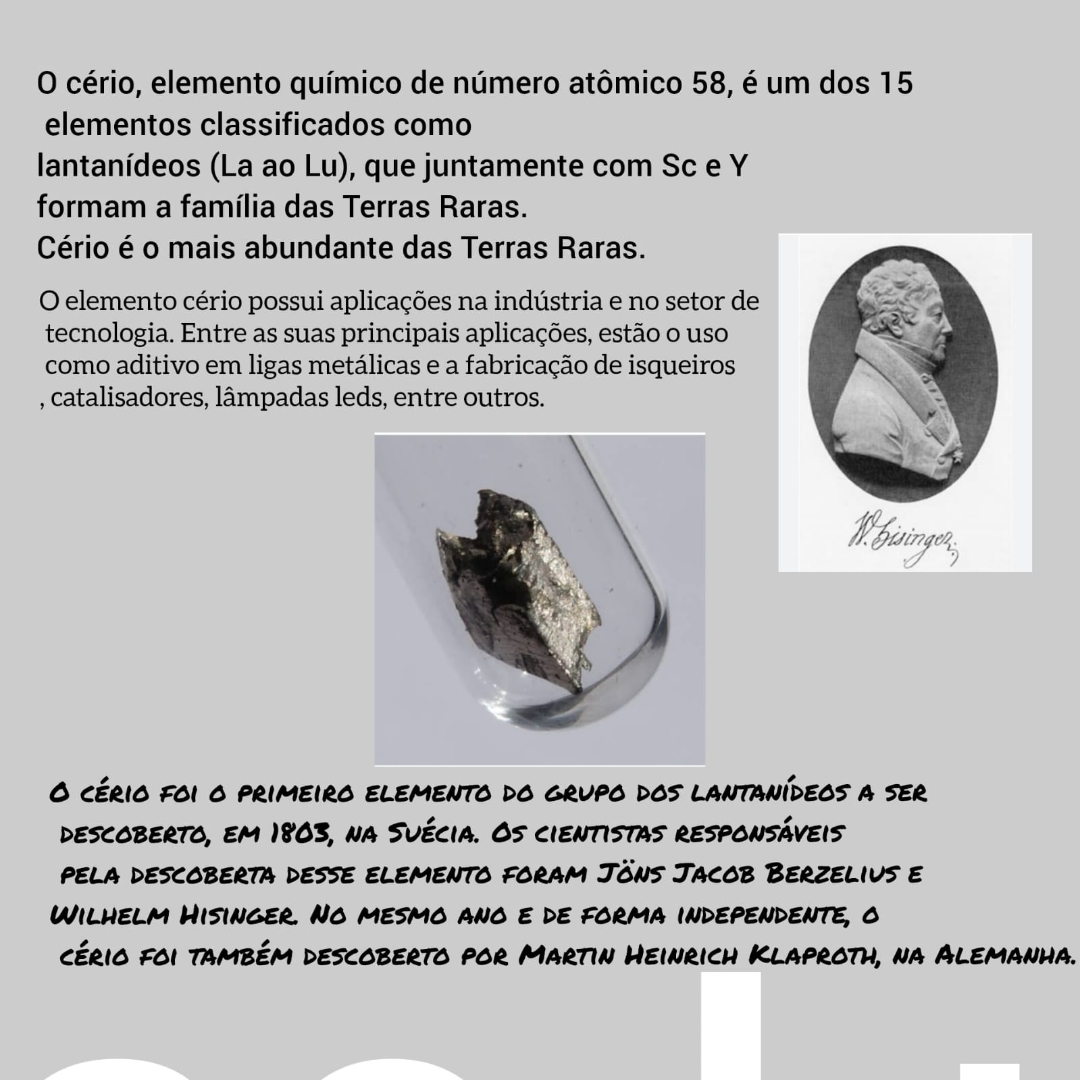 O cério, elemento químico de número atômico 58, é um dos 15
elementos classificados como
lantanídeos (La ao Lu), que juntamente com Sc e Y
formam a família das Terras Raras.
Cério é o mais abundante das Terras Raras.
O elemento cério possui aplicações na indústria e no setor de
tecnologia. Entre as suas principais aplicações, estão o uso
como aditivo em ligas metálicas e a fabricação de isqueiros
, catalisadores, lâmpadas leds, entre outros.
W. Hisinger
O cério foi o primeiro elemento do grupo dos lantanídeos a ser
descoberto, em 1803, na Suécia. Os cientistas responsáveis
pela descoberta desse elemento foram Jöns Jacob Berzelius e
Wilhelm Hisinger. No mesmo ano e de forma independente, o
cério foi também descoberto por Martin Heinrich Klaproth, na Alemanha.